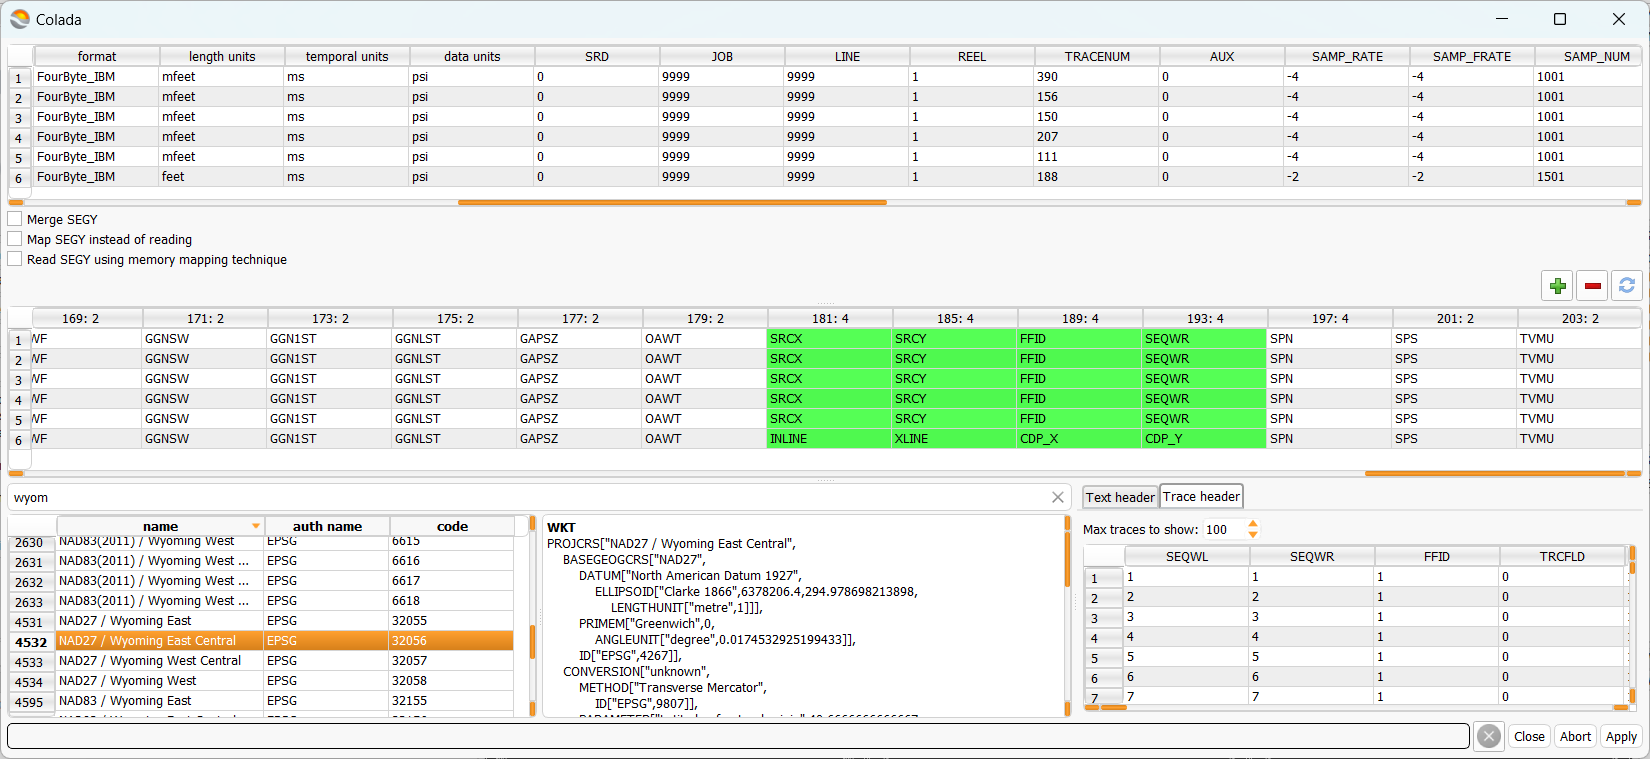 Colada
format length units temporal units data units SRD JOB LINE REEL TRACENUM AUX SAMP_RATE SAMP_FRATE SAMP_NUM
1 FourByte_IBM mfeet ms psi 0 9999 9999 1 390 0 -4 -4 1001
2 FourByte_IBM mfeet ms psi 0 9999 9999 1 156 0 -4 -4 1001
3 FourByte_IBM mfeet ms psi 0 9999 9999 1 150 0 -4 -4 1001
4 FourByte_IBM mfeet ms psi 0 9999 9999 1 207 0 -4 -4 1001
5 FourByte_IBM mfeet ms psi 0 9999 9999 1 111 0 -4 -4 1001
6 FourByte_IBM feet ms psi 0 9999 9999 1 188 0 -2 -2 1501
Merge SEGY
Map SEGY instead of reading
Read SEGY using memory mapping technique
169: 2 171: 2 173: 2 175: 2 177: 2 179: 2 181: 4 185: 4 189: 4 193: 4 197: 4 201: 2 203: 2
1 WF GGNSW GGN1ST GGNLST GAPSZ OAWT SRCX SRCY FFID SEQWR SPN SPS TVMU
2 WF GGNSW GGN1ST GGNLST GAPSZ OAWT SRCX SRCY FFID SEQWR SPN SPS TVMU
3 WF GGNSW GGN1ST GGNLST GAPSZ OAWT SRCX SRCY FFID SEQWR SPN SPS TVMU
4 WF GGNSW GGN1ST GGNLST GAPSZ OAWT SRCX SRCY FFID SEQWR SPN SPS TVMU
5 WF GGNSW GGN1ST GGNLST GAPSZ OAWT SRCX SRCY FFID SEQWR SPN SPS TVMU
6 WF GGNSW GGN1ST GGNLST GAPSZ OAWT INLINE XLINE CDP_X CDP_Y SPN SPS TVMU
wyom
name auth name code
2630 NAD83(2011) / Wyoming West EPSG 6615
2631 NAD83(2011) / Wyoming West ... EPSG 6616
2632 NAD83(2011) / Wyoming West ... EPSG 6617
2633 NAD83(2011) / Wyoming West ... EPSG 6618
4531 NAD27 / Wyoming East EPSG 32055
4532 NAD27 / Wyoming East Central EPSG 32056
4533 NAD27 / Wyoming West Central EPSG 32057
4534 NAD27 / Wyoming West EPSG 32058
4595 NAD83 / Wyoming East EPSG 32155
WKT
PROJCRS["NAD27 / Wyoming East Central",
BASEGEOGCRS["NAD27",
DATUM["North American Datum 1927",
ELLIPSOID["Clarke 1866",6378206.4,294.978698213898,
LENGTHUNIT["metre",1]]],
PRIMEM["Greenwich",0,
ANGLEUNIT["degree",0.0174532925199433]],
ID["EPSG",4267]],
CONVERSION["unknown",
METHOD["Transverse Mercator",
ID["EPSG",9807]],
Text header Trace header
Max traces to show: 100
SEQWL SEQWR FFID TRCFLD
1 1 1 1 0
2 2 2 1 0
3 3 3 1 0
4 4 4 1 0
5 5 5 1 0
6 6 6 1 0
7 7 7 1 0
Close Abort Apply